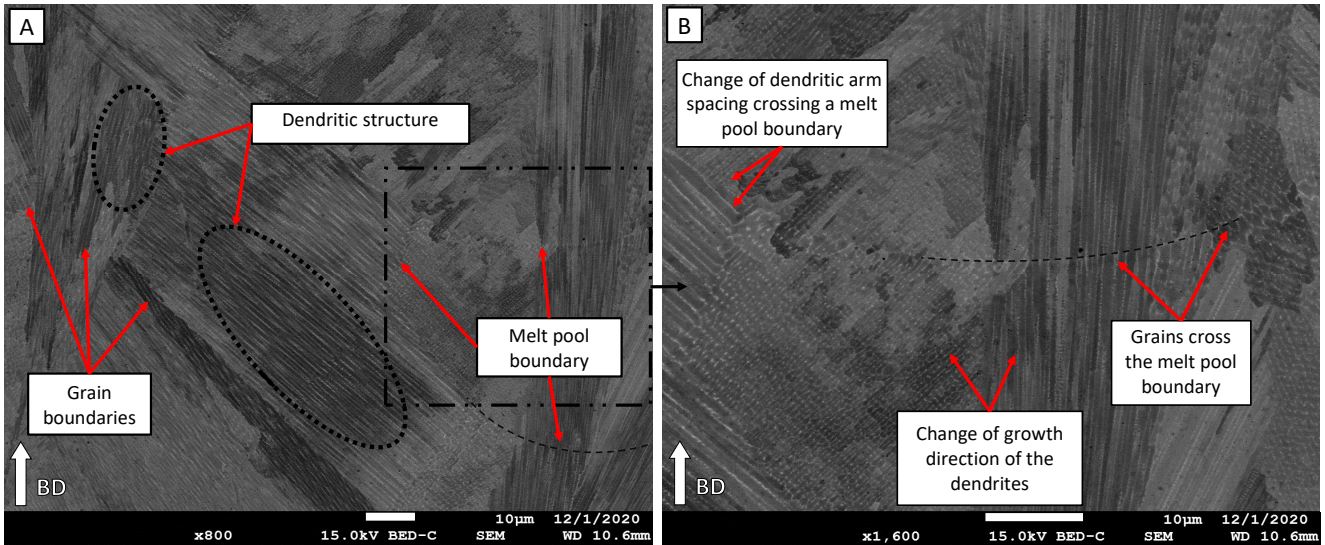 A
Dendritic structure
Melt pool
boundary
Grain
boundaries
BD
10µm 12/1/2020
x800 15.0kV BED-C SEM WD 10.6mm
B
Change of dendritic arm
spacing crossing a melt
pool boundary
Grains cross
the melt pool
boundary
Change of growth
direction of the
dendrites
BD
10µm 12/1/2020
x1,600 15.0kV BED-C SEM WD 10.6mm